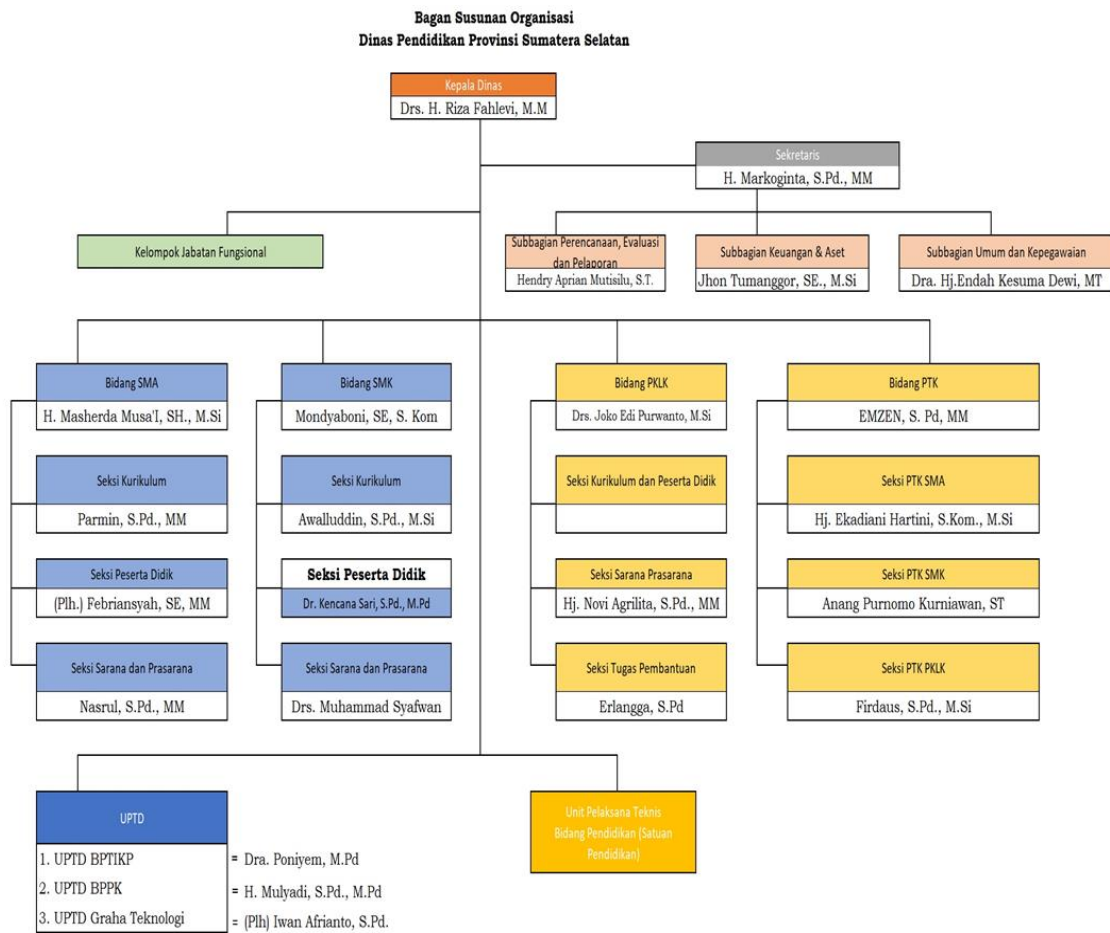 Bagan Susunan Organisasi
Dinas Pendidikan Provinsi Sumatera Selatan
Kepala Dinas
Drs. H. Riza Fahlevi, M.M
Sekretaris
H. Markoginta, S.Pd., MM
Kelompok Jabatan Fungsional
Subbagian Perencanaan, Evaluasi
dan Pelaporan
Hendry Aprian Mutisilu, S.T.
Subbagian Keuangan & Aset
Jhon Tumanggor, SE., M.Si
Subbagian Umum dan Kepegawaian
Dra. Hj.Endah Kesuma Dewi, MT
Bidang SMA
H. Masherda Musa'I, SH., M.Si
Seksi Kurikulum
Parmin, S.Pd., MM
Seksi Peserta Didik
(Plh.) Febriansyah, SE, MM
Seksi Sarana dan Prasarana
Nasrul, S.Pd., MM
Bidang SMK
Mondyaboni, SE, S. Kom
Seksi Kurikulum
Awalluddin, S.Pd., M.Si
Seksi Peserta Didik
Dr. Kencana Sari, S.Pd., M.Pd
Seksi Sarana dan Prasarana
Drs. Muhammad Syafwan
Bidang PKLK
Drs. Joko Edi Purwanto, M.Si
Seksi Kurikulum dan Peserta Didik
Seksi Sarana Prasarana
Hj. Novi Agrilita, S.Pd., MM
Seksi Tugas Pembantuan
Erlangga, S.Pd
Bidang PTK
EMZEN, S. Pd, MM
Seksi PTK SMA
Hj. Ekadiani Hartini, S.Kom., M.Si
Seksi PTK SMK
Anang Purnomo Kurniawan, ST
Seksi PTK PKLK
Firdaus, S.Pd., M.Si
UPTD
1. UPTD BPTIKP = Dra. Poniyem, M.Pd
2. UPTD BPPK = H. Mulyadi, S.Pd., M.Pd
3. UPTD Graha Teknologi = (Plh) Iwan Afrianto, S.Pd.
Unit Pelaksana Teknis
Bidang Pendidikan (Satuan
Pendidikan)